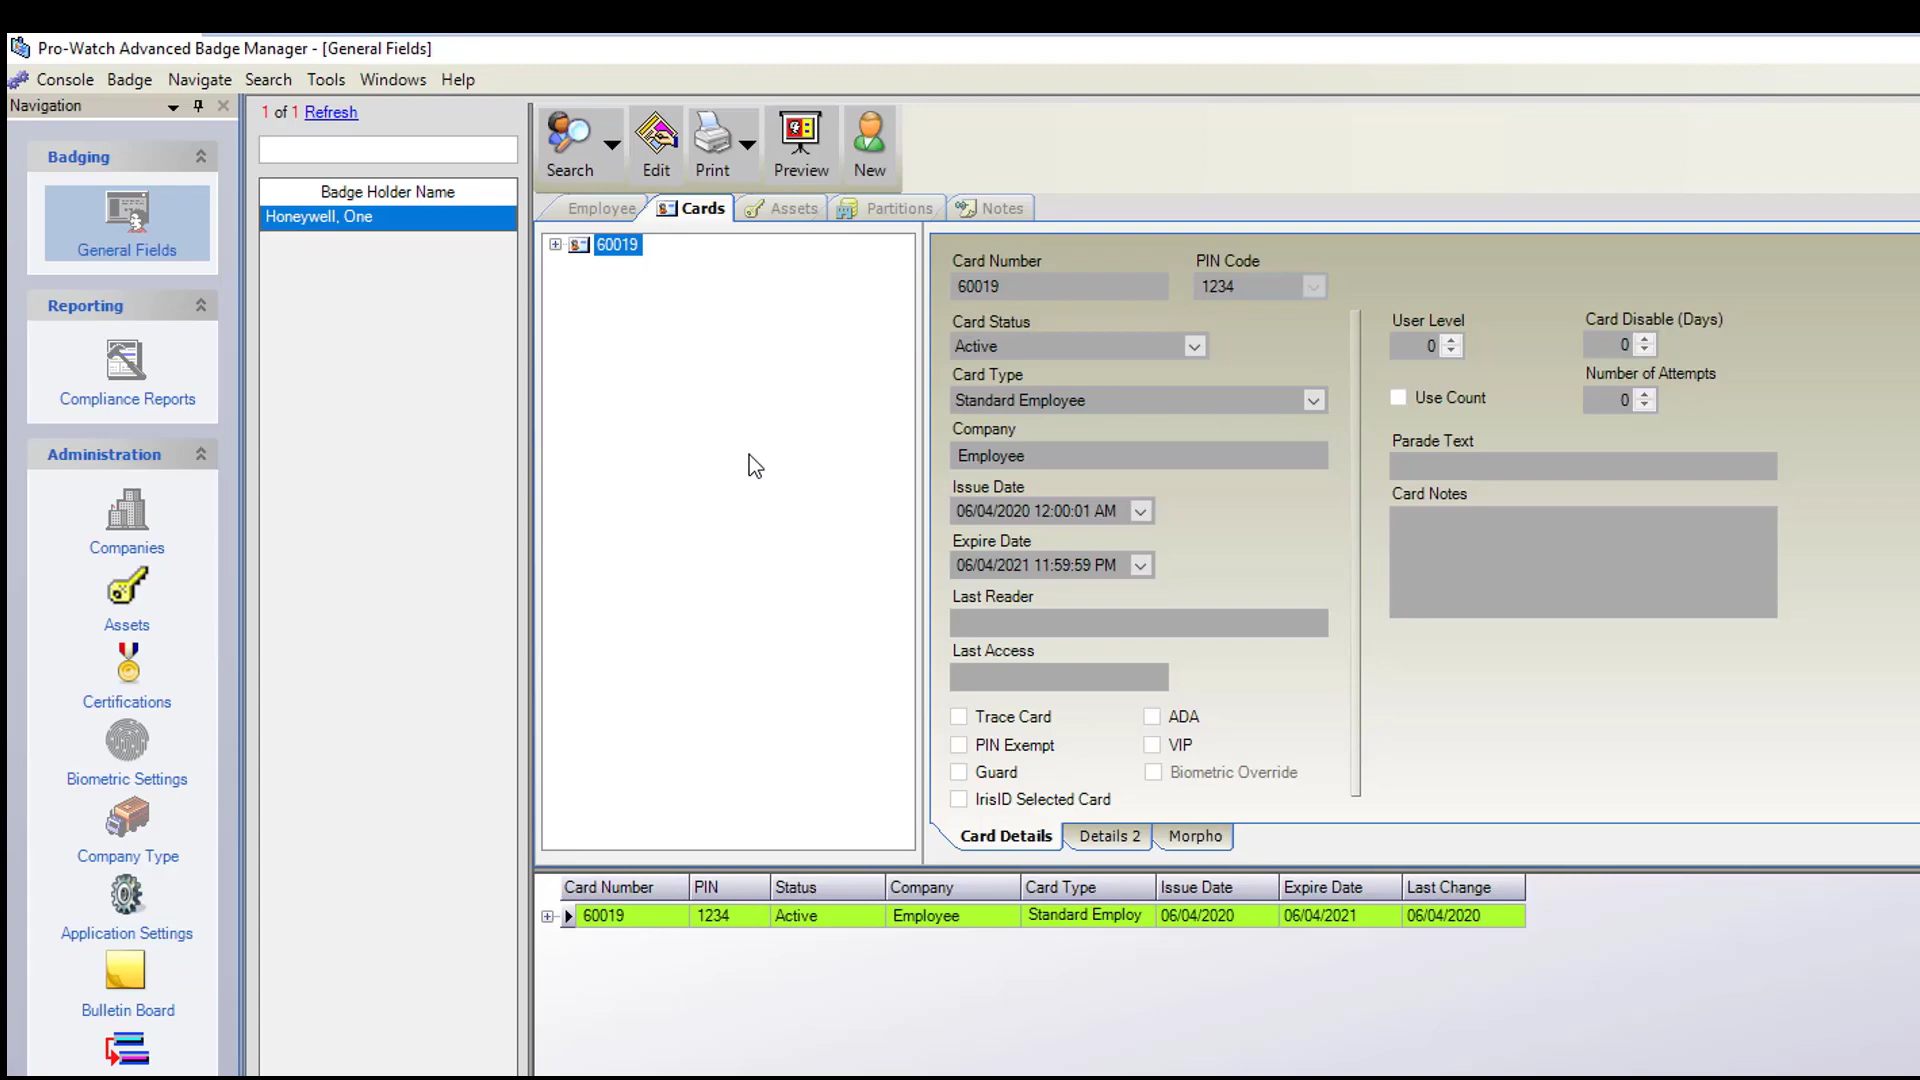 Pro-Watch Advanced Badge Manager - [General Fields]
Console Badge Navigate Search Tools Windows Help
Navigation
Badging
General Fields
Reporting
Compliance Reports
Administration
Companies
Assets
Certifications
Biometric Settings
Company Type
Application Settings
Bulletin Board
1 of 1 Refresh
Badge Holder Name
Honeywell, One
Search Edit Print Preview New
Employee Cards Assets Partitions Notes
60019
Card Number PIN Code
60019 1234
Card Status
Active
Card Type
Standard Employee
Company
Employee
Issue Date
06/04/2020 12:00:01 AM
Expire Date
06/04/2021 11:59:59 PM
Last Reader
Last Access
Trace Card ADA
PIN Exempt VIP
Guard Biometric Override
IrisID Selected Card
User Level Card Disable (Days)
0 0
Number of Attempts
Use Count 0
Parade Text
Card Notes
Card Details Details 2 Morpho
Card Number PIN Status Company Card Type Issue Date Expire Date Last Change
60019 1234 Active Employee Standard Employ 06/04/2020 06/04/2021 06/04/2020